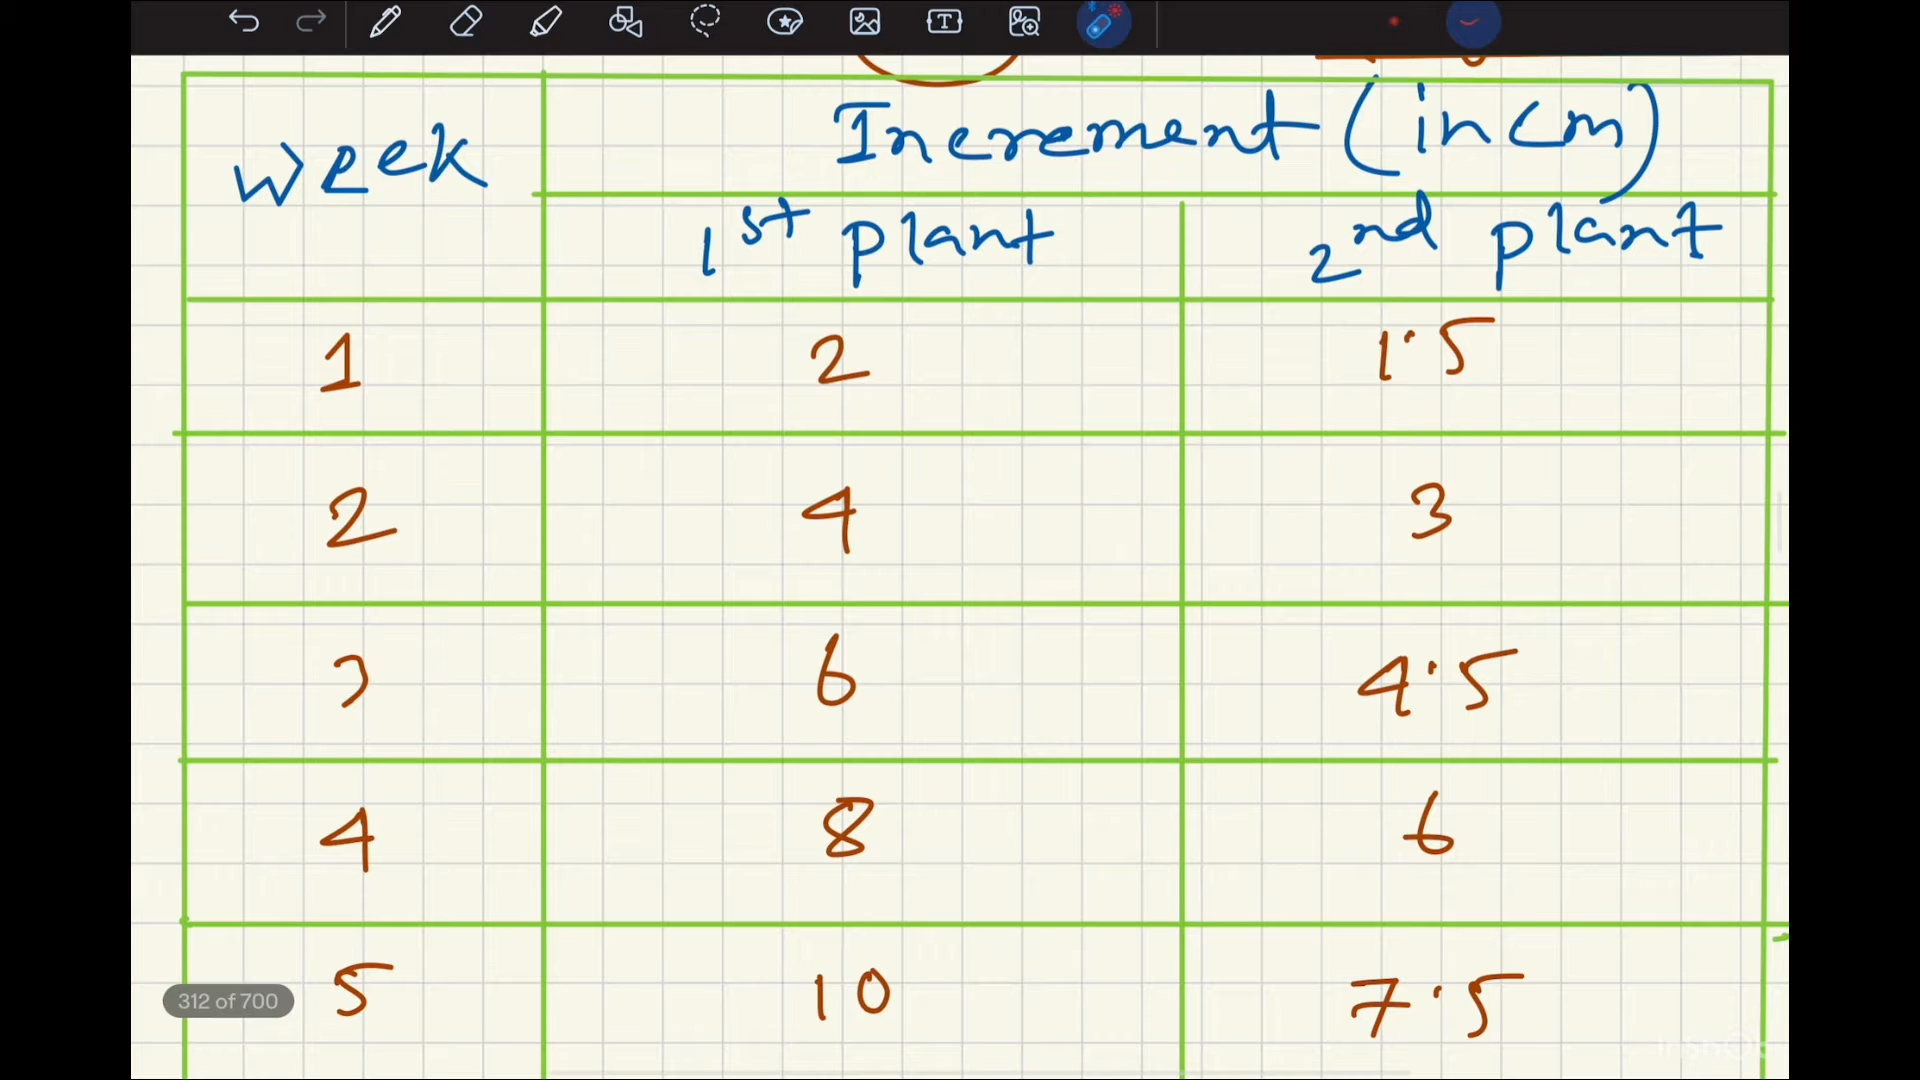 Week Increment (in cm)
1st plant 2nd plant
1 2 1.5
2 4 3
3 6 4.5
4 8 6
5 10 7.5
312 of 700